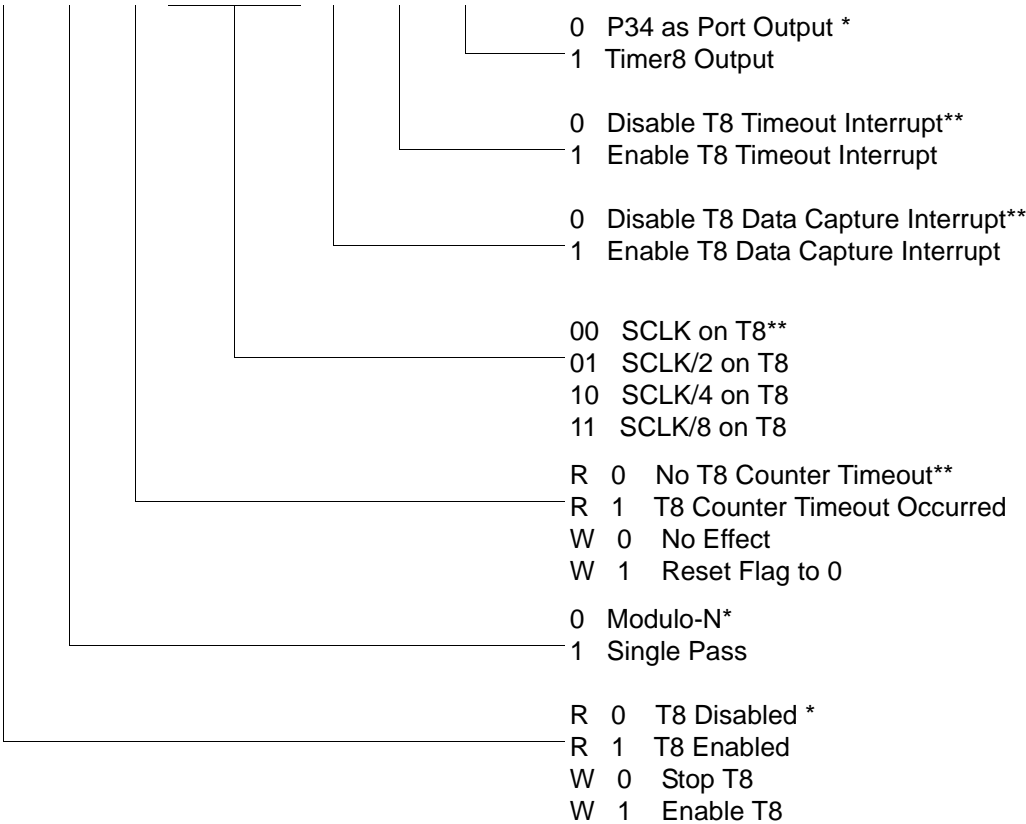 0 P34 as Port Output *
1 Timer8 Output
0 Disable T8 Timeout Interrupt**
1 Enable T8 Timeout Interrupt
0 Disable T8 Data Capture Interrupt**
1 Enable T8 Data Capture Interrupt
00 SCLK on T8**
01 SCLK/2 on T8
10 SCLK/4 on T8
11 SCLK/8 on T8
R 0 No T8 Counter Timeout**
R 1 T8 Counter Timeout Occurred
W 0 No Effect
W 1 Reset Flag to 0
0 Modulo-N*
1 Single Pass
R 0 T8 Disabled *
R 1 T8 Enabled
W 0 Stop T8
W 1 Enable T8